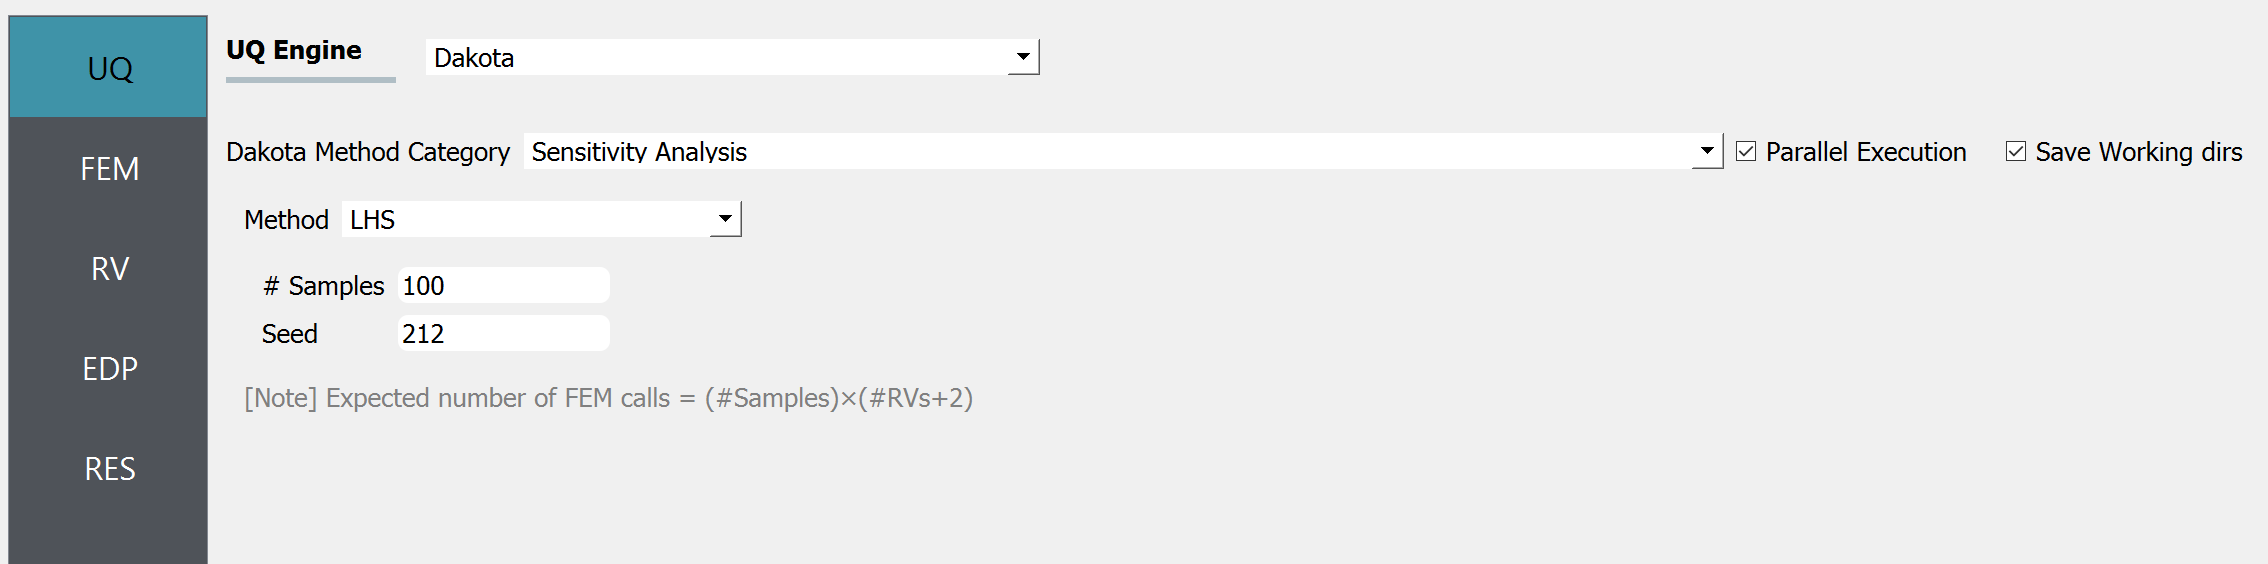 UQ
FEM
RV
EDP
RES
UQ Engine Dakota
Dakota Method Category Sensitivity Analysis Parallel Execution Save Working dirs
Method LHS
# Samples 100
Seed 212
[Note] Expected number of FEM calls = (#Samples)×(#RVs+2)